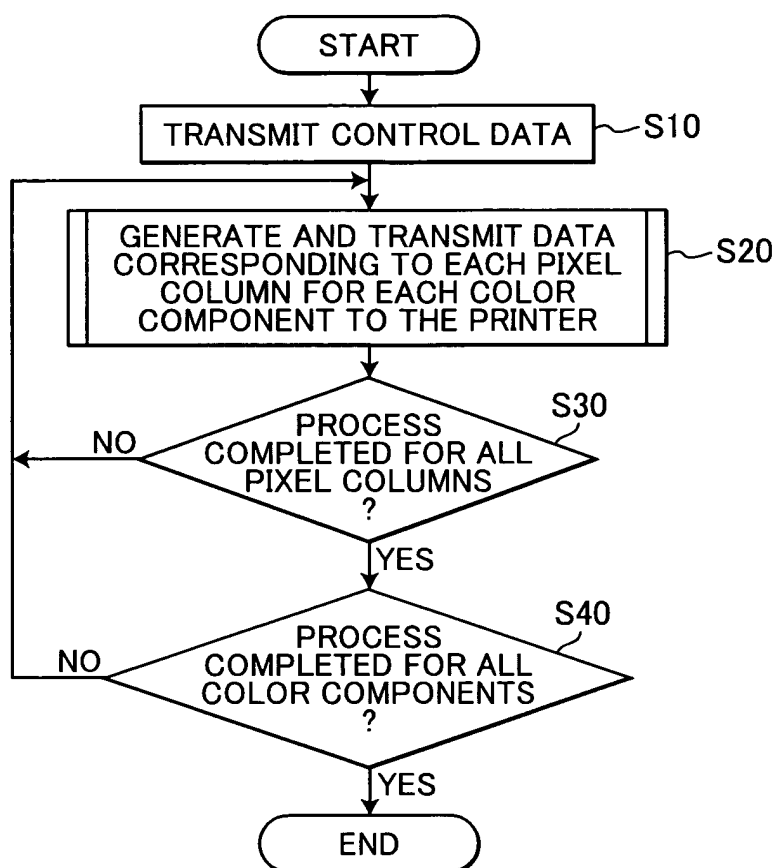 START
TRANSMIT CONTROL DATA
S10
GENERATE AND TRANSMIT DATA
CORRESPONDING TO EACH PIXEL
COLUMN FOR EACH COLOR
COMPONENT TO THE PRINTER
S20
PROCESS
COMPLETED FOR ALL
PIXEL COLUMNS
?
S30
NO
YES
PROCESS
COMPLETED FOR ALL
COLOR COMPONENTS
?
S40
NO
YES
END